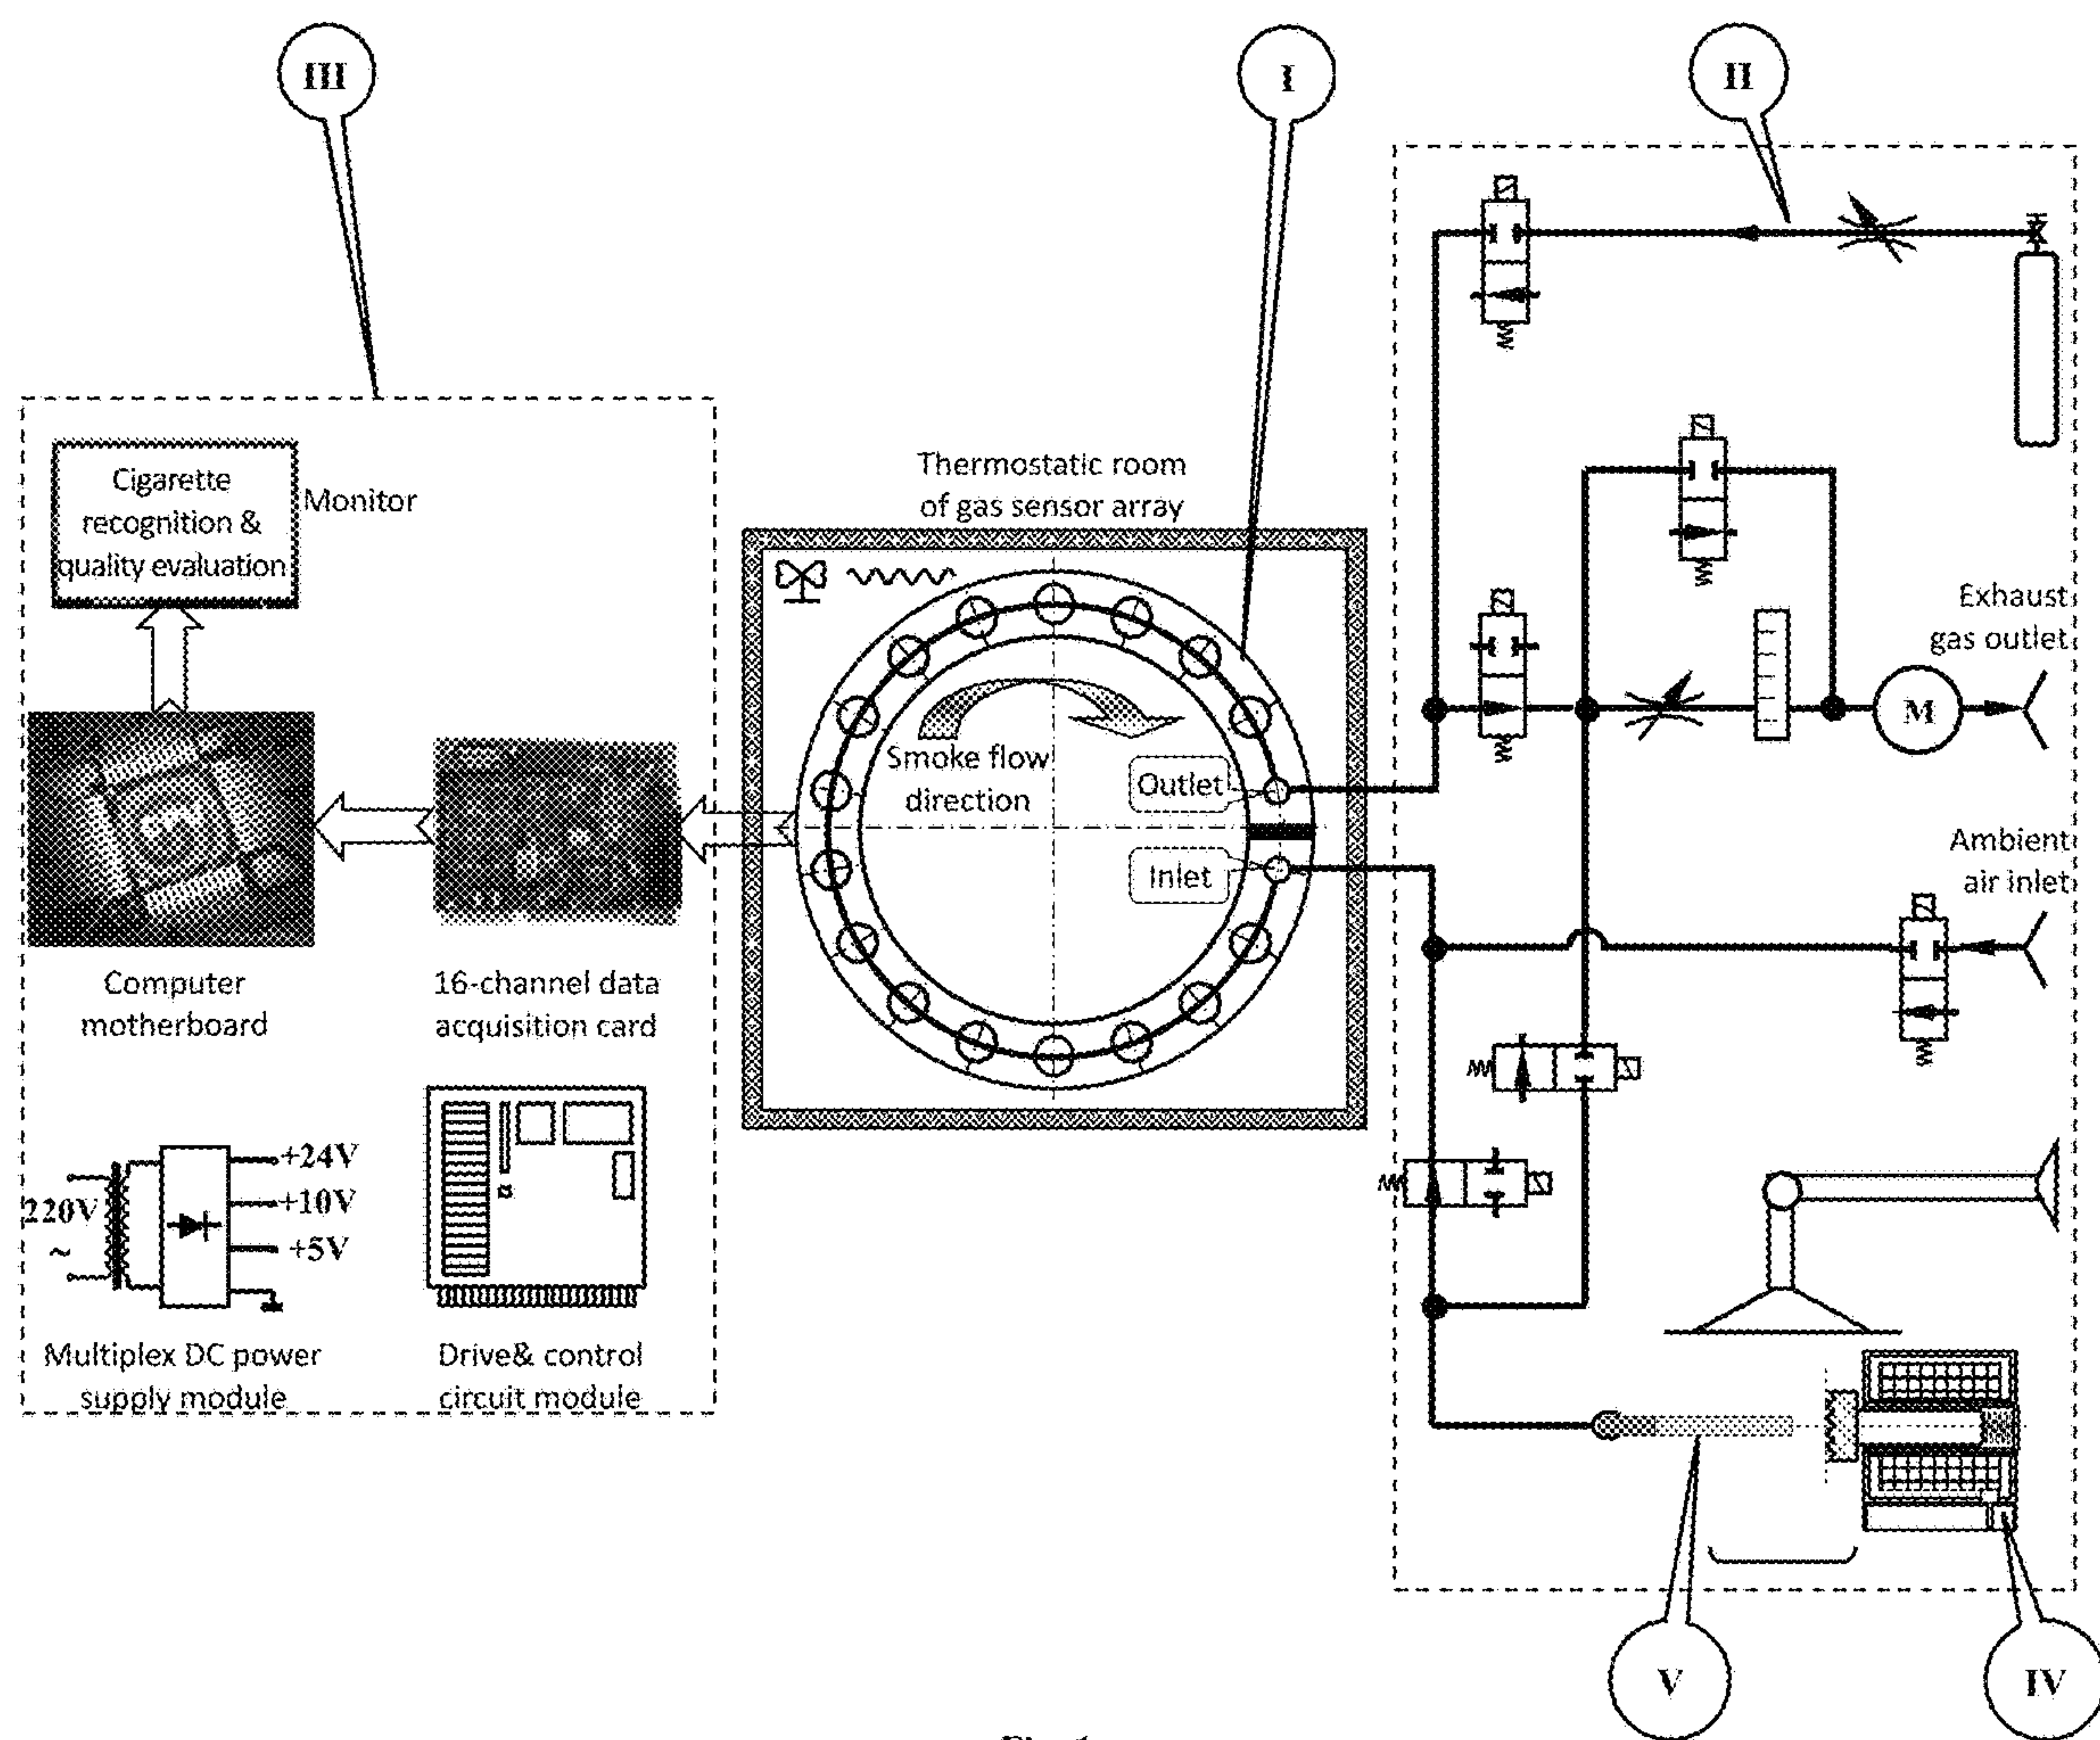 III
I
II
Cigarette
recognition &
quality evaluation
Monitor
Thermostatic room
of gas sensor array
Exhaust
gas outlet
M
Smoke flow
direction
Outlet
Inlet
Ambient
air inlet
Computer
motherboard
16-channel data
acquisition card
220V
~
+24V
+10V
+5V
Multiplex DC power
supply module
Drive& control
circuit module
V
IV